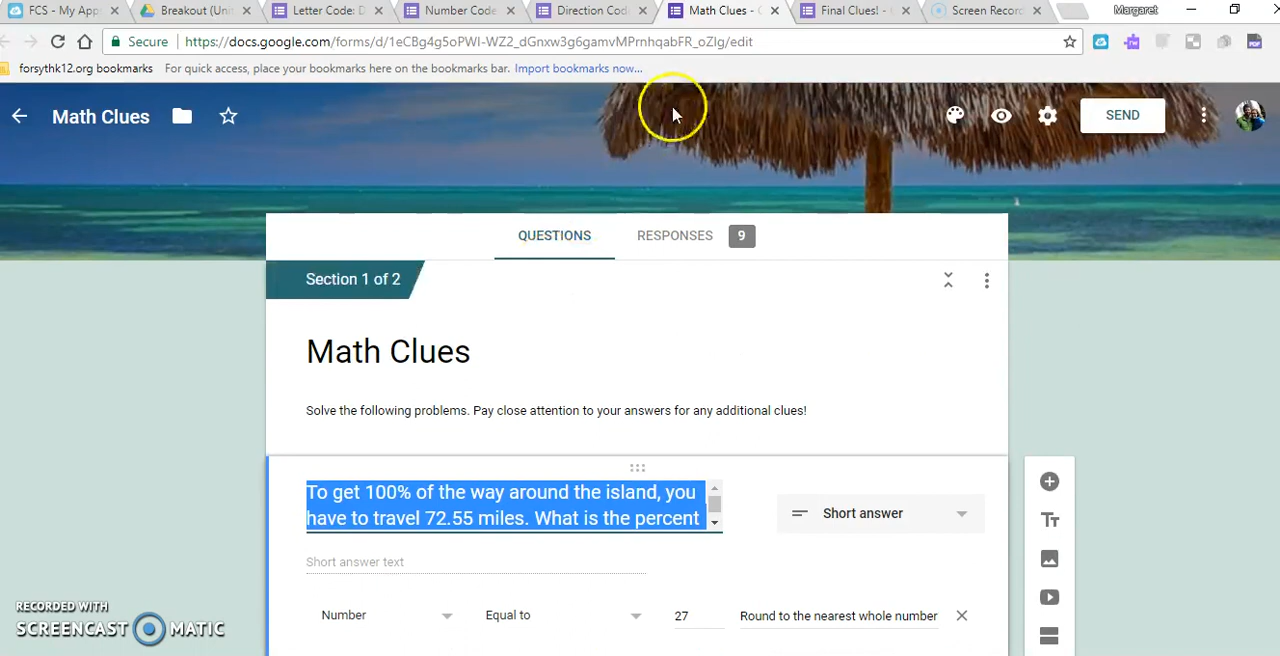 FCS - My App
Breakout (Unit
Letter Code: D
Number Code
Direction Cod
Math Clues - G
Final Clues! -
Screen Record
Margaret
Secure
https://docs.google.com/forms/d/1eCBg4g5oPWI-WZ2_dGnxw3g6gamvMPrnhqabFR_oZIg/edit
forsythk12.org bookmarks
For quick access, place your bookmarks here on the bookmarks bar. Import bookmarks now...
Math Clues
SEND
QUESTIONS
RESPONSES 9
Section 1 of 2
Math Clues
Solve the following problems. Pay close attention to your answers for any additional clues!
To get 100% of the way around the island, you
have to travel 72.55 miles. What is the percent
Short answer
Short answer text
Number
Equal to
27
Round to the nearest whole number
RECORDED WITH
SCREENCAST MATIC